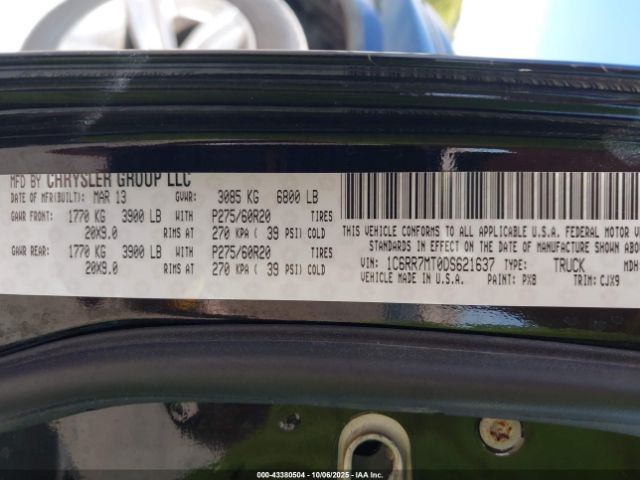 MFD BY CHRYSLER GROUP LLC
DATE OF MFR(BUILT): MAR 13 GVWR: 3085 KG 6800 LB
GAWR FRONT: 1770 KG 3900 LB WITH P275/60R20 TIRES
20X9.0 RIMS AT 270 KPA ( 39 PSI) COLD
GAWR REAR: 1770 KG 3900 LB WITH P275/60R20 TIRES
20X9.0 RIMS AT 270 KPA ( 39 PSI) COLD
THIS VEHICLE CONFORMS TO ALL APPLICABLE U.S.A. FEDERAL MOTOR
STANDARDS IN EFFECT ON THE DATE OF MANUFACTURE
VIN: 1C6RR7MT0DS621637 TYPE: TRUCK MDH
VEHICLE MADE IN U.S.A. PAINT: PX8 TRIM: CJX9
000-43380504 | 10/06/2025 | IAAI, Inc.